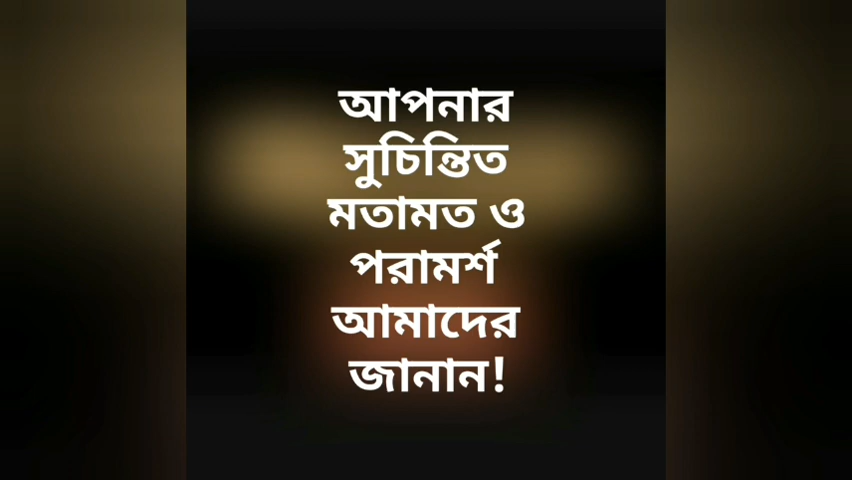 আপনার
সুচিন্তিত
মতামত ও
পরামর্শ
আমাদের
জানান!